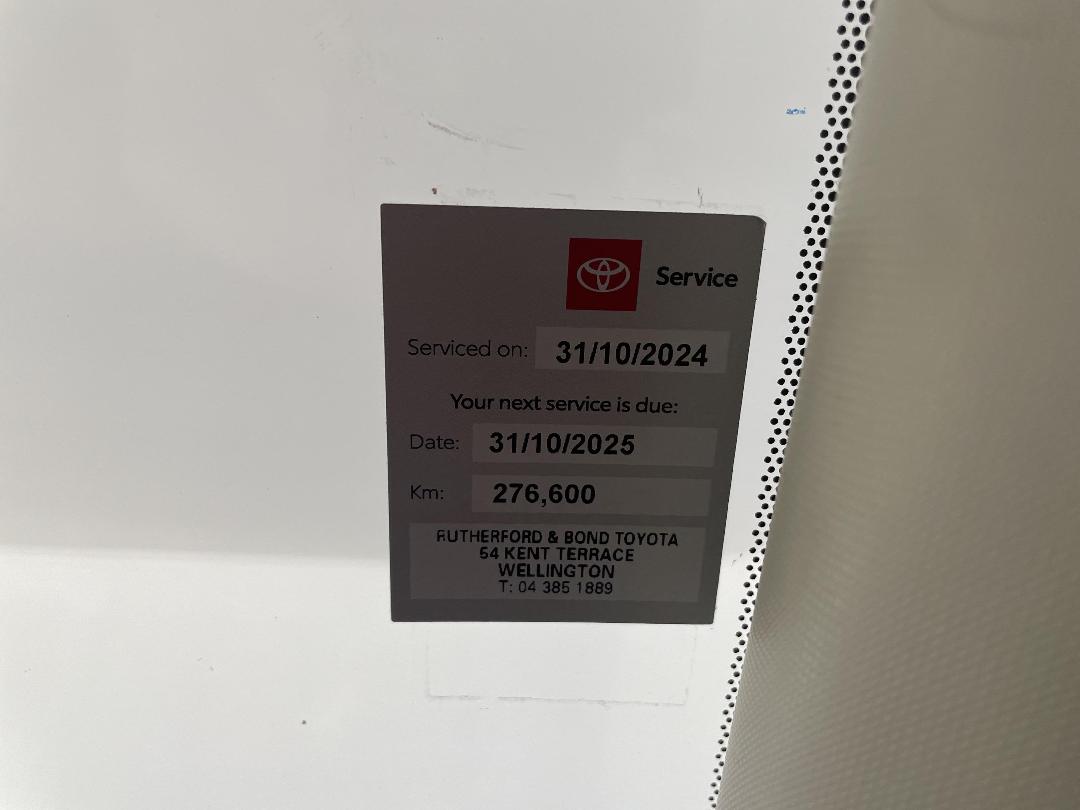 Service
Serviced on: 31/10/2024
Your next service is due:
Date: 31/10/2025
Km: 276,600
RUTHERFORD & BOND TOYOTA
54 KENT TERRACE
WELLINGTON
T: 04 385 1889